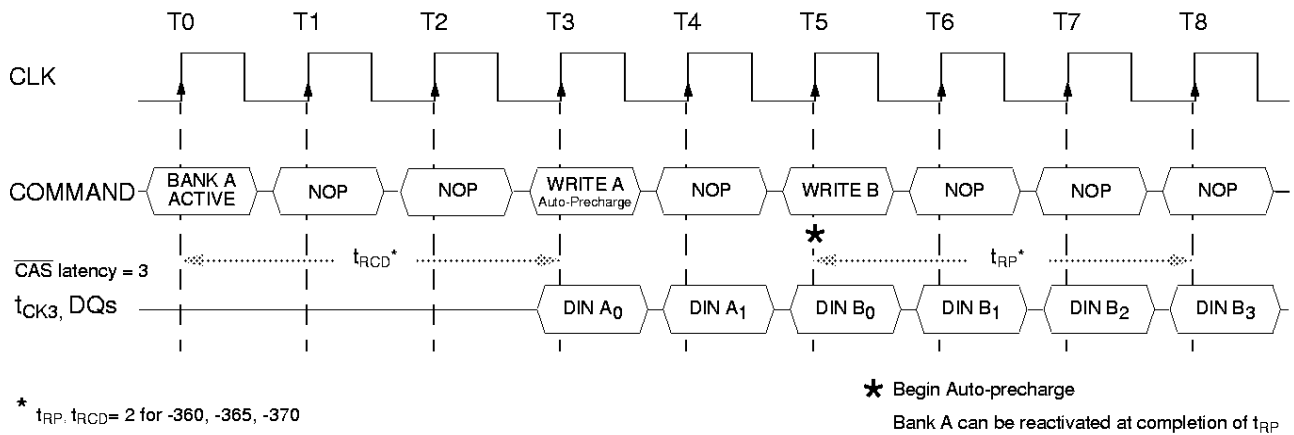 T0 T1 T2 T3 T4 T5 T6 T7 T8
CLK
COMMAND
BANK A
ACTIVE
NOP
NOP
WRITE A
Auto-Precharge
NOP
WRITE B
NOP
NOP
NOP
★
tRCD*
tRP*
CAS latency = 3
tCK3, DQs
DIN A0
DIN A1
DIN B0
DIN B1
DIN B2
DIN B3
* tRP, tRCD= 2 for -360, -365, -370
★ Begin Auto-precharge
Bank A can be reactivated at completion of tRP